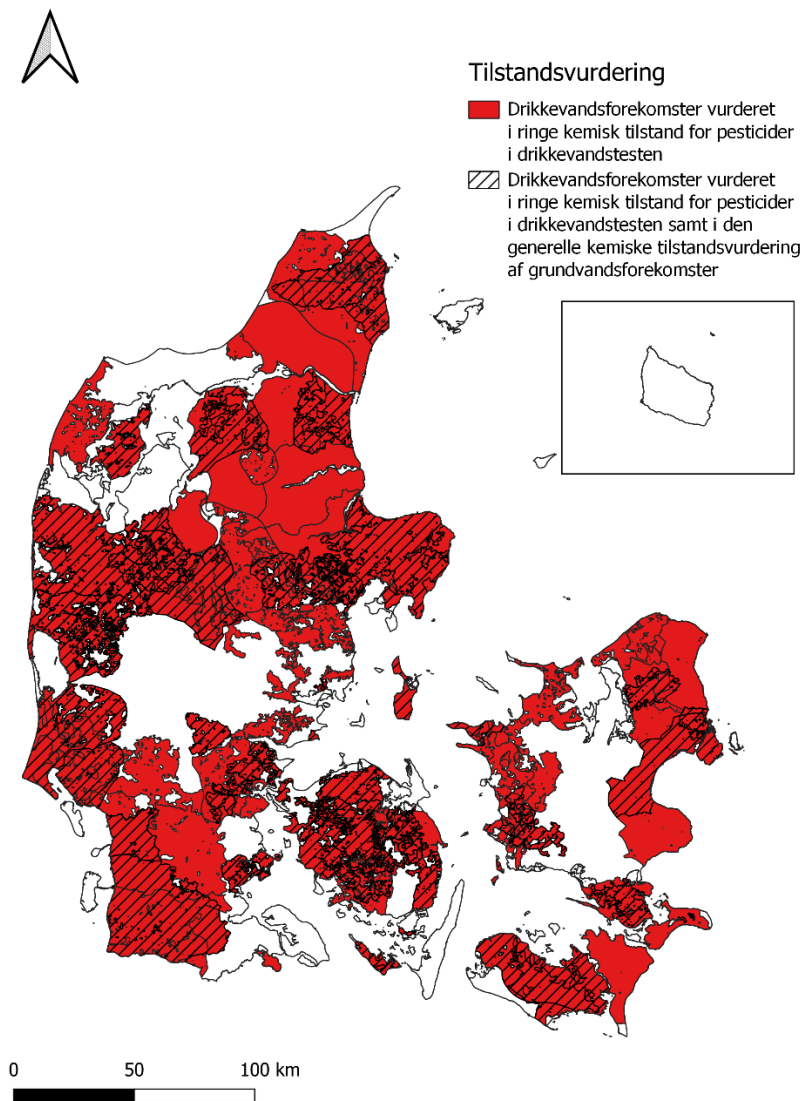 Tilstandsvurdering
Drikkevandsforekomster vurderet
i ringe kemisk tilstand for pesticider
i drikkevandstesten
Drikkevandsforekomster vurderet
i ringe kemisk tilstand for pesticider
i drikkevandstesten samt i den
generelle kemiske tilstandsvurdering
af grundvandsforekomster
0 50 100 km